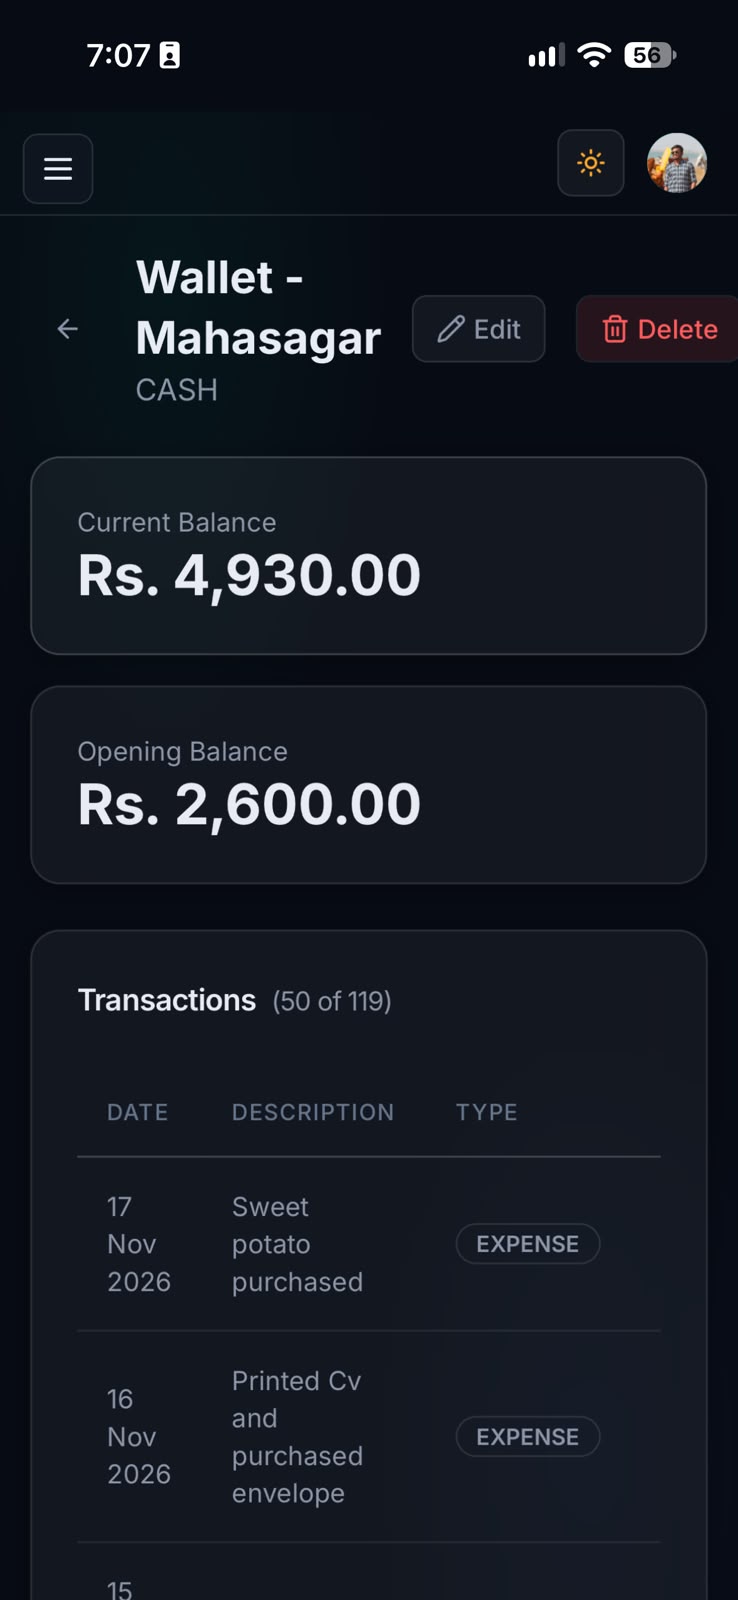 7:07
56
Wallet -
Mahasagar
CASH
Edit
Delete
Current Balance
Rs. 4,930.00
Opening Balance
Rs. 2,600.00
Transactions (50 of 119)
DATE DESCRIPTION TYPE
17
Nov
2026
Sweet
potato
purchased
EXPENSE
16
Nov
2026
Printed Cv
and
purchased
envelope
EXPENSE
15